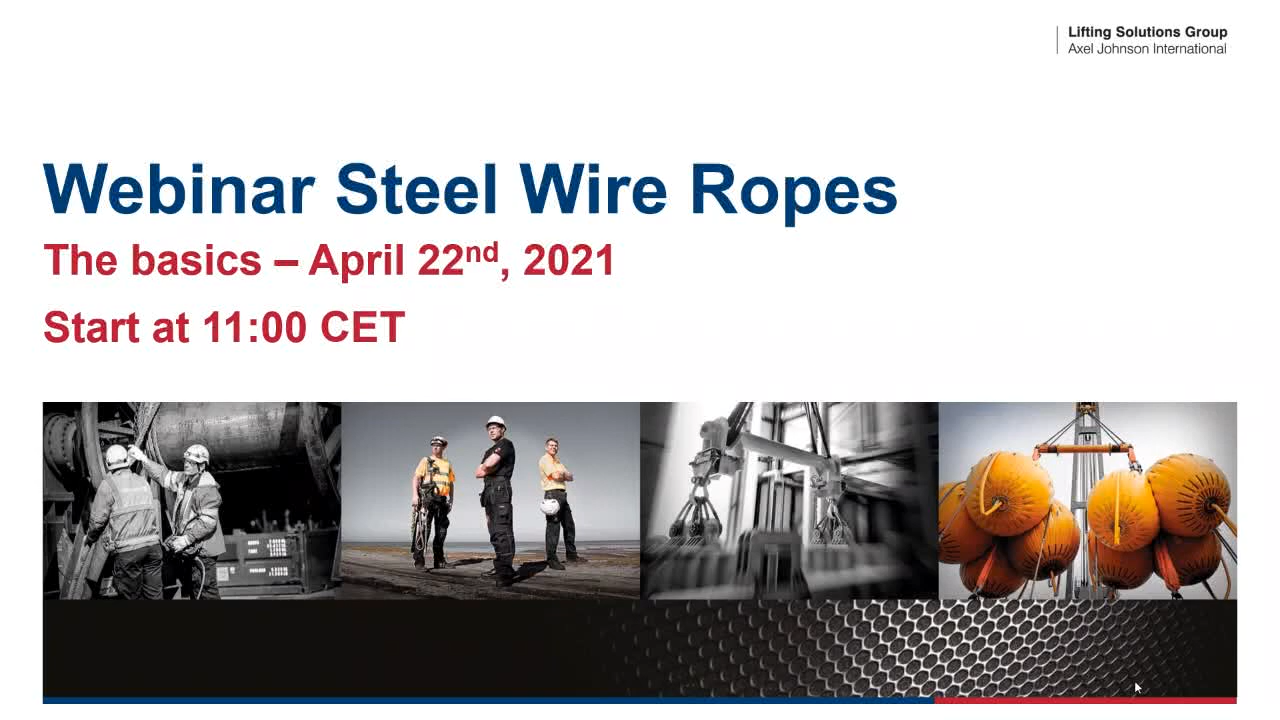 Lifting Solutions Group
Axel Johnson International
Webinar Steel Wire Ropes
The basics – April 22nd, 2021
Start at 11:00 CET